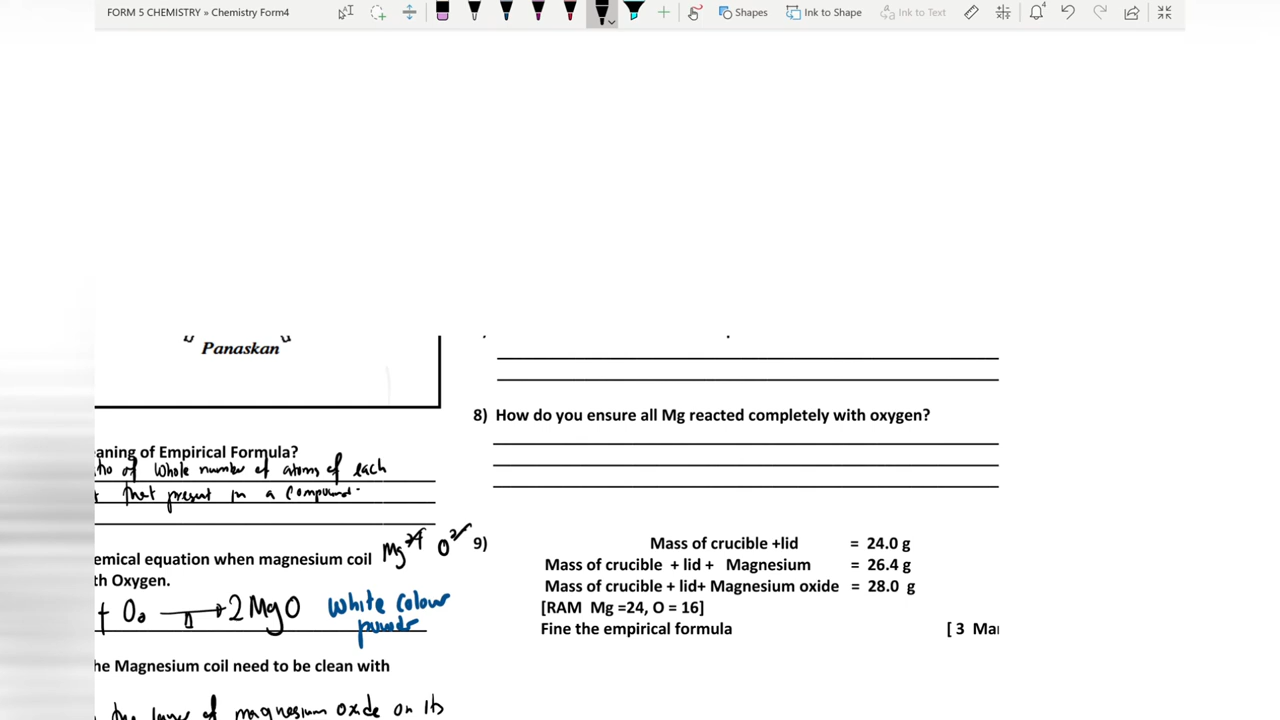 FORM 5 CHEMISTRY » Chemistry Form4
Shapes
Ink to Shape
Ink to Text
4
Panaskan
8) How do you ensure all Mg reacted completely with oxygen?
aning of Empirical Formula?
of Whole number of atoms of each
that present in a Compound.
emical equation when magnesium coil
th Oxygen.
Mg²⁺ O²⁻
+ O₂ → 2 MgO
White Colour
he Magnesium coil need to be clean with
the layer of magnesium oxide on its
9) Mass of crucible +lid = 24.0 g
Mass of crucible + lid + Magnesium = 26.4 g
Mass of crucible + lid+ Magnesium oxide = 28.0 g
[RAM Mg =24, O = 16]
Fine the empirical formula [ 3 Ma